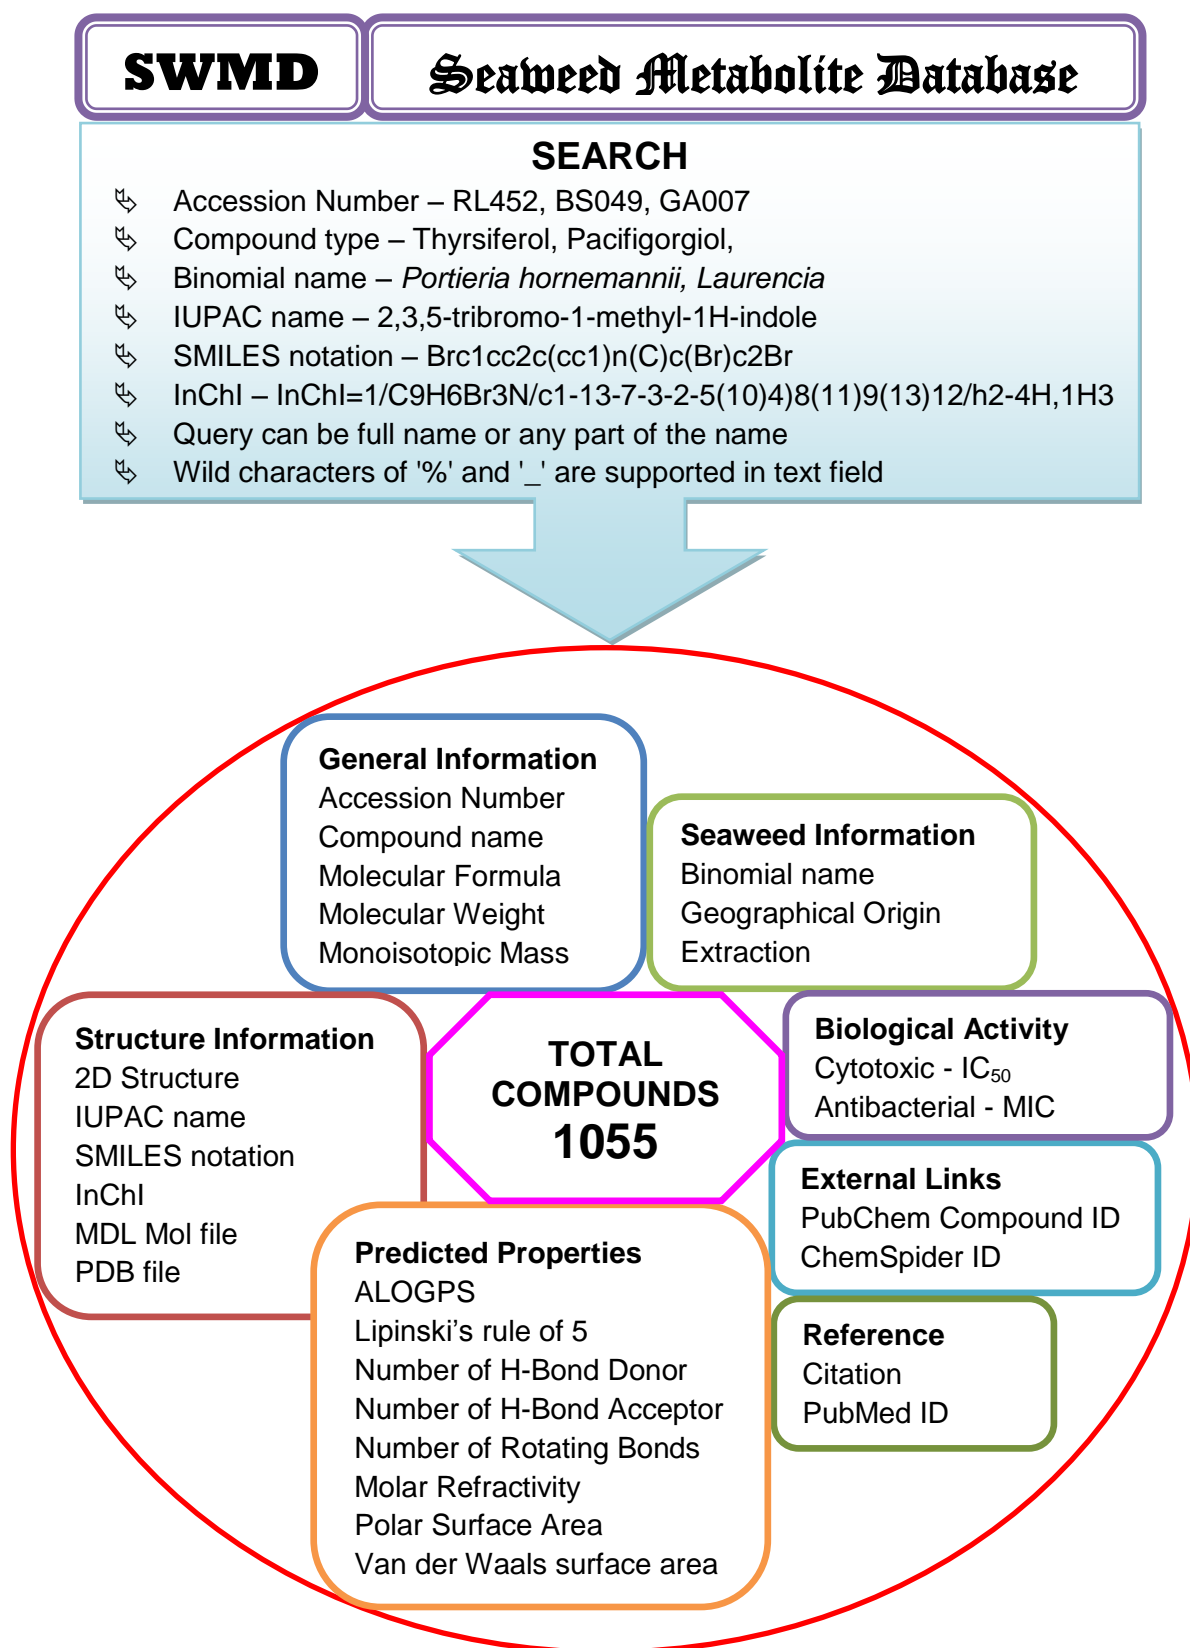 SWMD
Seaweed Metabolite Database
SEARCH
Accession Number – RL452, BS049, GA007
Compound type – Thyrsiferol, Pacifigorgiol,
Binomial name – Portieria hornemannii, Laurencia
IUPAC name – 2,3,5-tribromo-1-methyl-1H-indole
SMILES notation – Brc1cc2c(cc1)n(C)c(Br)c2Br
InChI – InChI=1/C9H6Br3N/c1-13-7-3-2-5(10)4)8(11)9(13)12/h2-4H,1H3
Query can be full name or any part of the name
Wild characters of '%' and '_' are supported in text field
General Information
Accession Number
Compound name
Molecular Formula
Molecular Weight
Monoisotopic Mass
Seaweed Information
Binomial name
Geographical Origin
Extraction
Structure Information
2D Structure
IUPAC name
SMILES notation
InChI
MDL Mol file
PDB file
TOTAL
COMPOUNDS
1055
Biological Activity
Cytotoxic - IC50
Antibacterial - MIC
External Links
PubChem Compound ID
ChemSpider ID
Predicted Properties
ALOGPS
Lipinski's rule of 5
Number of H-Bond Donor
Number of H-Bond Acceptor
Number of Rotating Bonds
Molar Refractivity
Polar Surface Area
Van der Waals surface area
Reference
Citation
PubMed ID